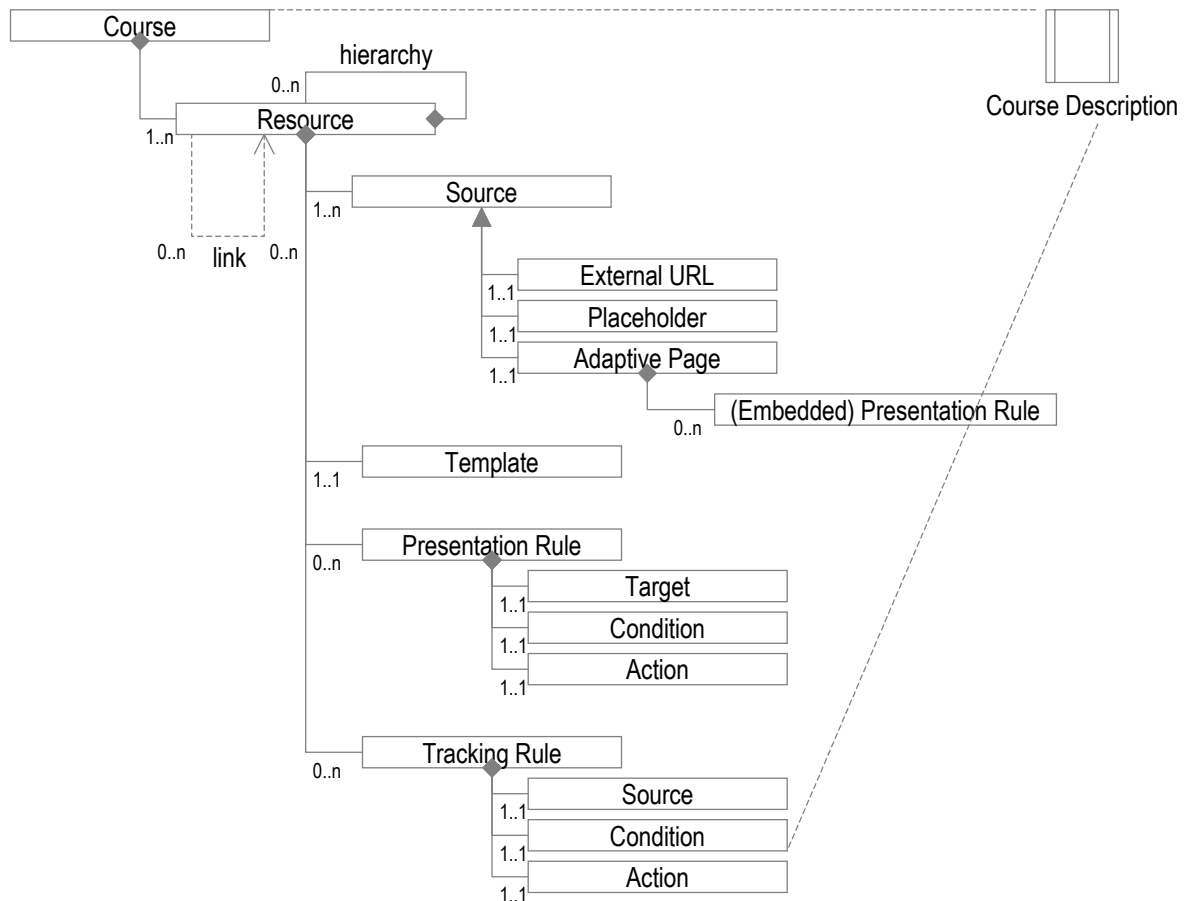 Course
hierarchy
0..n
Resource
1..n
Course Description
Source
1..n
0..n
link
0..n
External URL
1..1
Placeholder
1..1
Adaptive Page
1..1
(Embedded) Presentation Rule
0..n
Template
1..1
Presentation Rule
0..n
Target
1..1
Condition
1..1
Action
1..1
Tracking Rule
0..n
Source
1..1
Condition
1..1
Action
1..1